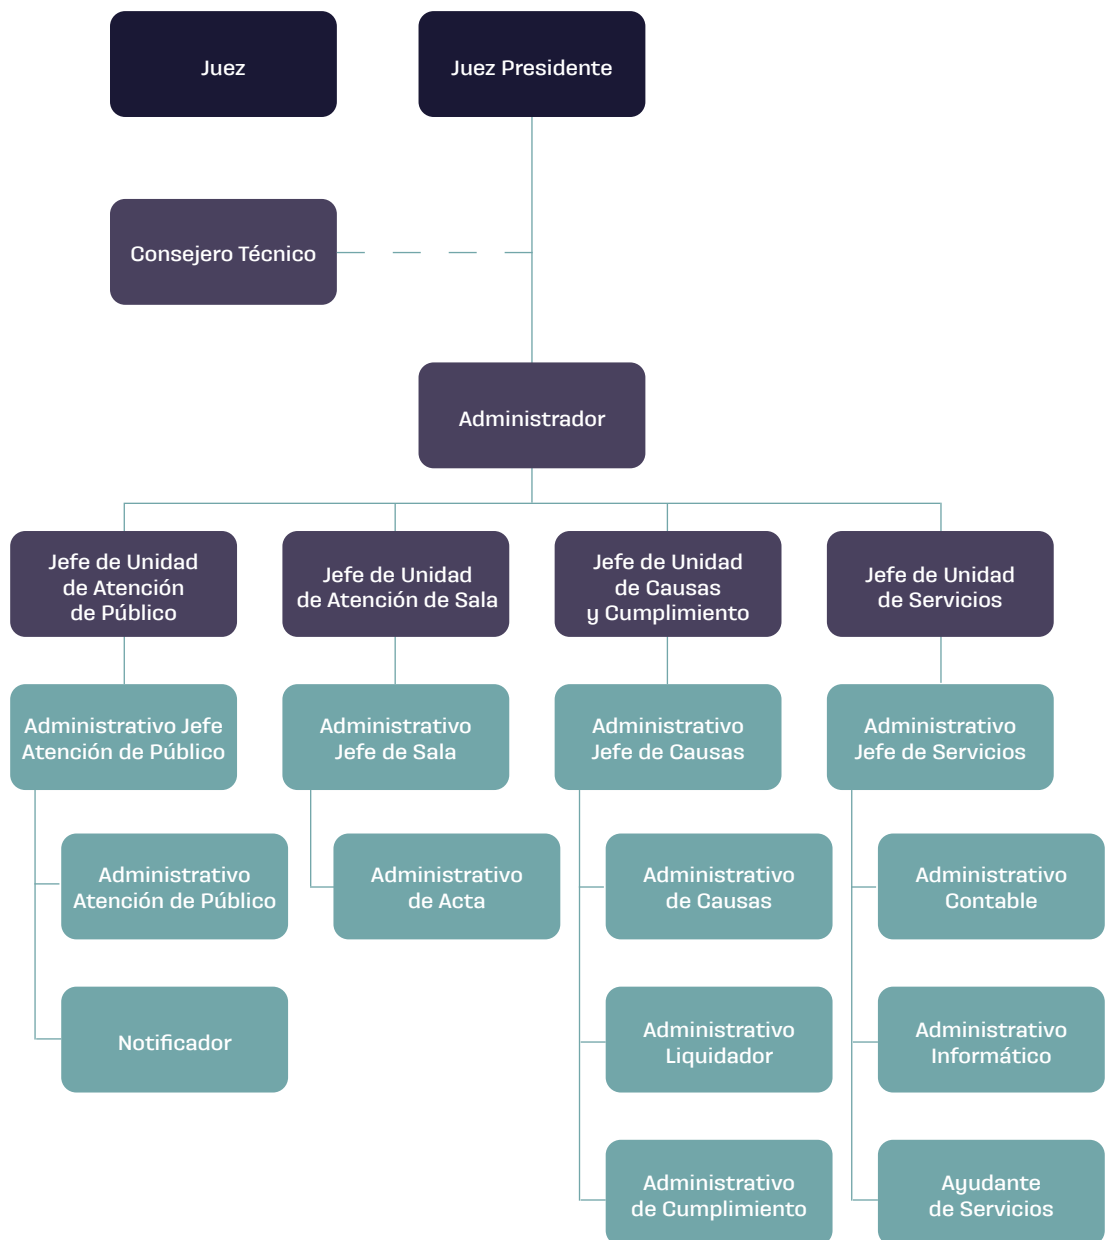 Juez
Juez Presidente
Consejero Técnico
Administrador
Jefe de Unidad
de Atención
de Público
Jefe de Unidad
de Atención de Sala
Jefe de Unidad
de Causas
y Cumplimiento
Jefe de Unidad
de Servicios
Administrativo Jefe
Atención de Público
Administrativo
Jefe de Sala
Administrativo
Jefe de Causas
Administrativo
Jefe de Servicios
Administrativo
Atención de Público
Administrativo
de Acta
Administrativo
de Causas
Administrativo
Contable
Notificador
Administrativo
Liquidador
Administrativo
Informático
Administrativo
de Cumplimiento
Ayudante
de Servicios